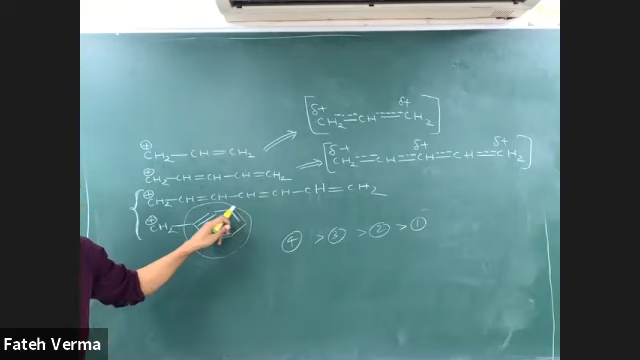 [δ+ δ+
CH₂ ⋯ CH ⋯ CH₂]
⊕CH₂—CH=CH₂
[δ+ δ+ δ+
CH₂ ⋯ CH ⋯ CH ⋯ CH ⋯ CH₂]
⊕CH₂—CH=CH—CH=CH₂
⊕CH₂—CH=CH—CH=CH—CH=CH₂
⊕CH₂—
④ > ③ > ② > ①
Fateh Verma